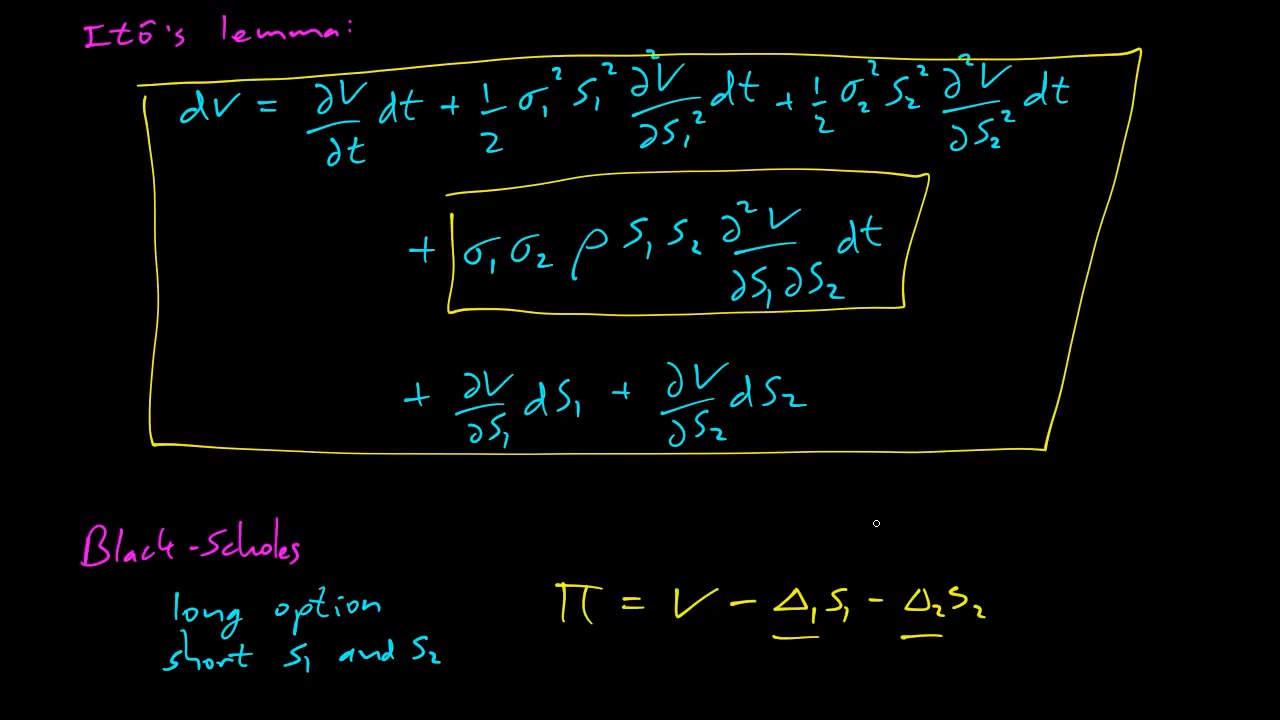 Itō's lemma:
dV = ∂V/∂t dt + 1/2 σ₁² S₁² ∂²V/∂S₁² dt + 1/2 σ₂² S₂² ∂²V/∂S₂² dt
+ σ₁ σ₂ ρ S₁ S₂ ∂²V/∂S₁∂S₂ dt
+ ∂V/∂S₁ dS₁ + ∂V/∂S₂ dS₂
Black-Scholes
long option
short S₁ and S₂
Π = V - Δ₁S₁ - Δ₂S₂